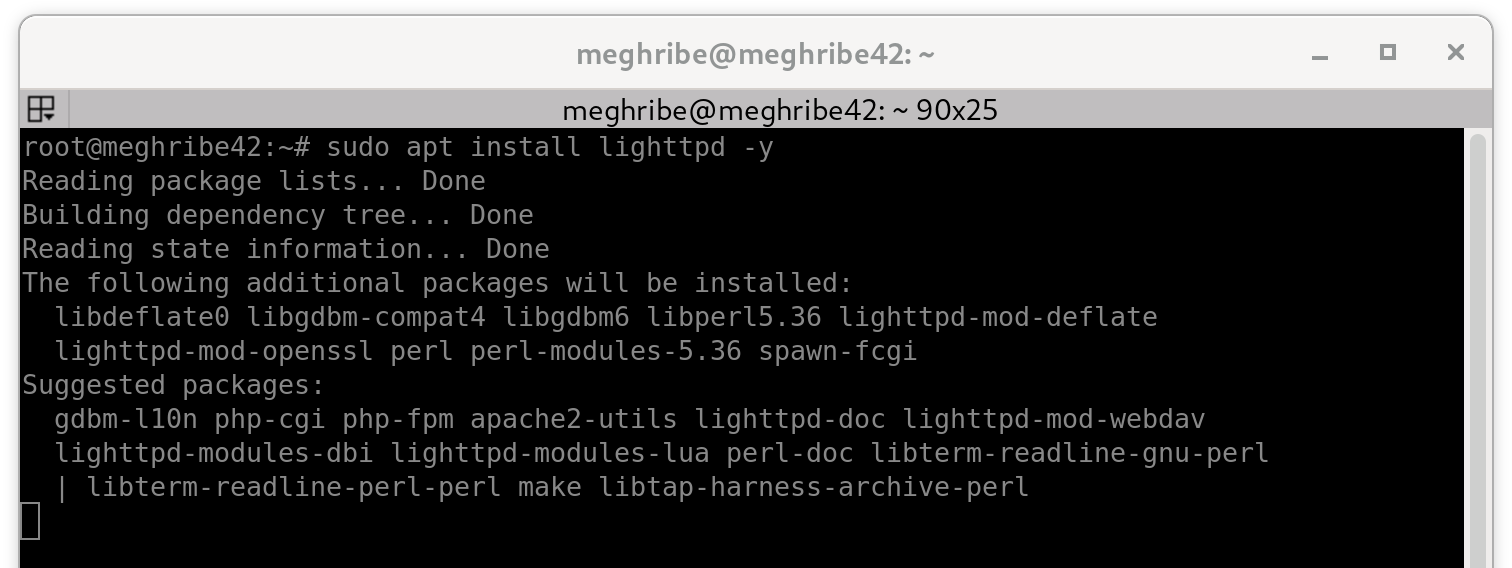 meghribe@meghribe42: ~
meghribe@meghribe42: ~ 90x25
root@meghribe42:~# sudo apt install lighttpd -y
Reading package lists... Done
Building dependency tree... Done
Reading state information... Done
The following additional packages will be installed:
  libdeflate0 libgdbm-compat4 libgdbm6 libperl5.36 lighttpd-mod-deflate
  lighttpd-mod-openssl perl perl-modules-5.36 spawn-fcgi
Suggested packages:
  gdbm-l10n php-cgi php-fpm apache2-utils lighttpd-doc lighttpd-mod-webdav
  lighttpd-modules-dbi lighttpd-modules-lua perl-doc libterm-readline-gnu-perl
  | libterm-readline-perl-perl make libtap-harness-archive-perl